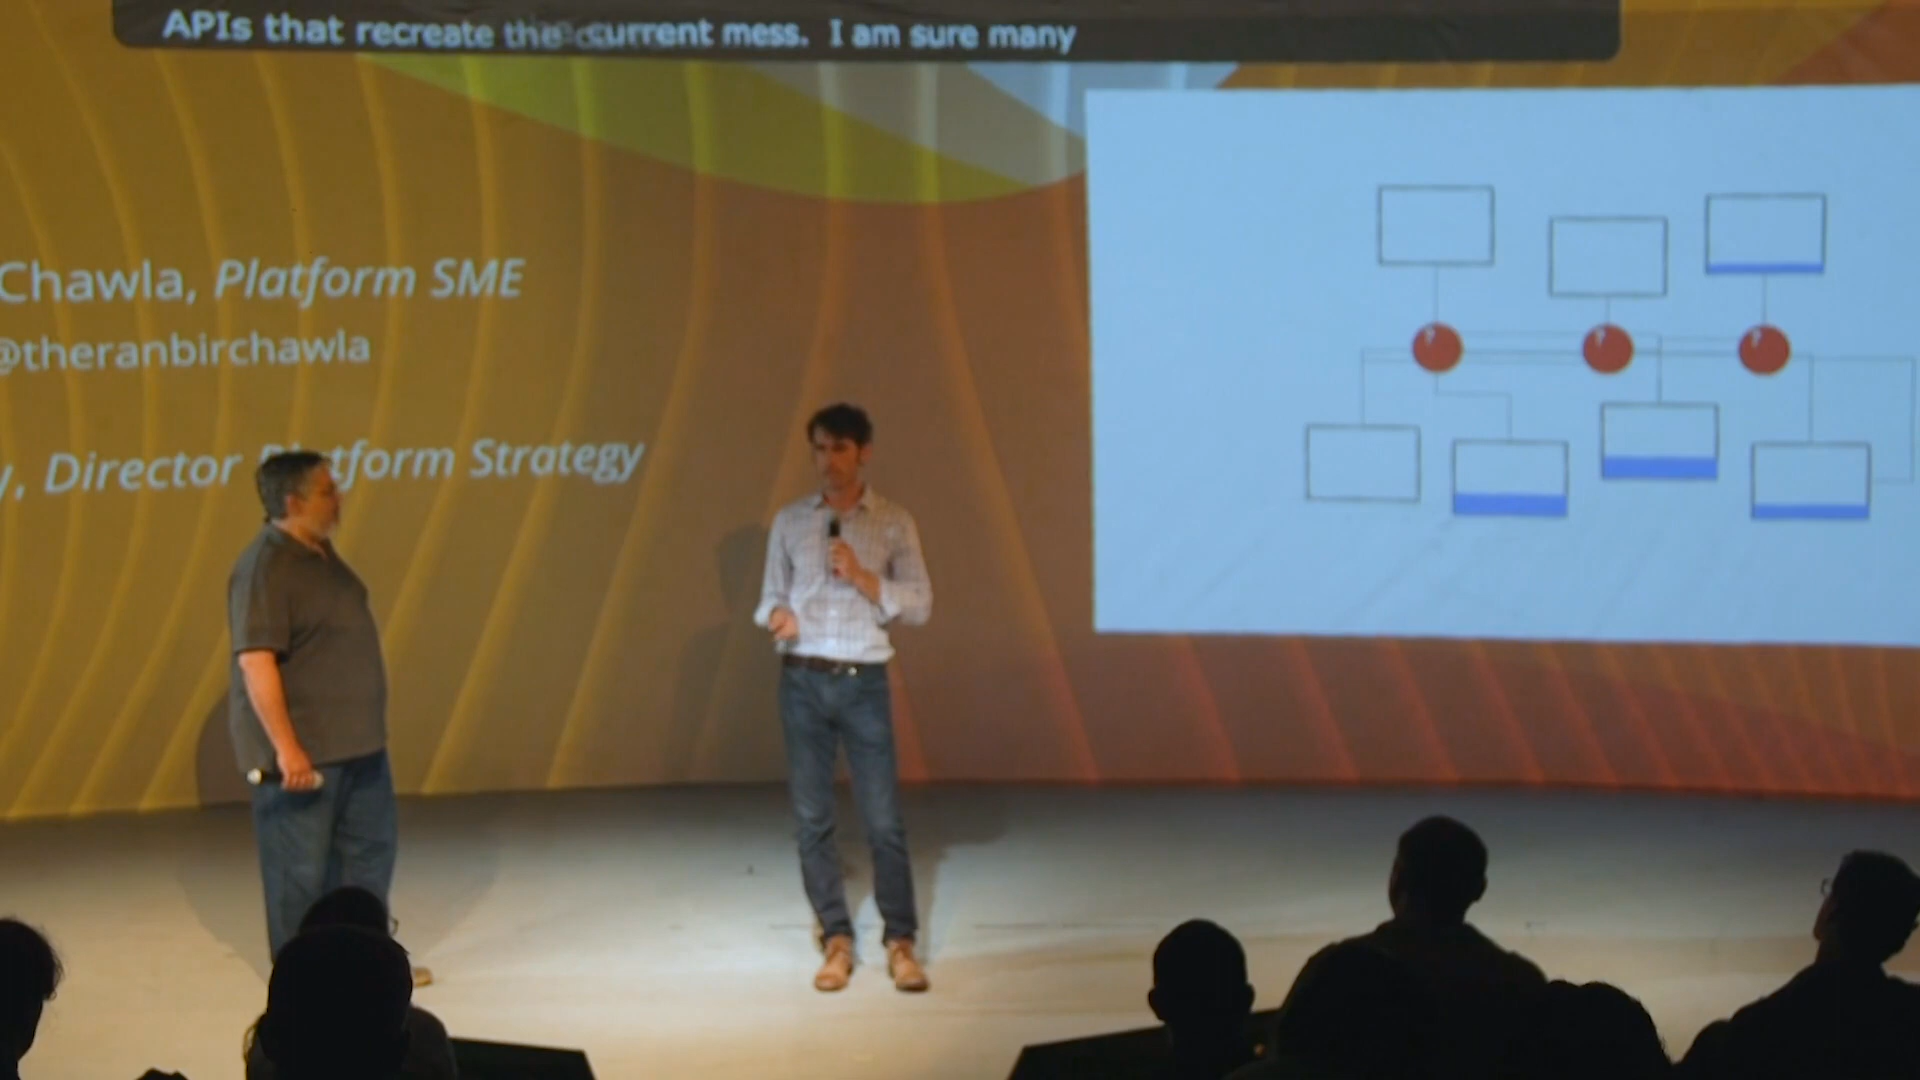 APIs that recreate the current mess. I am sure many
Chawla, Platform SME
@theranbirchawla
y, Director Platform Strategy
?
?
?